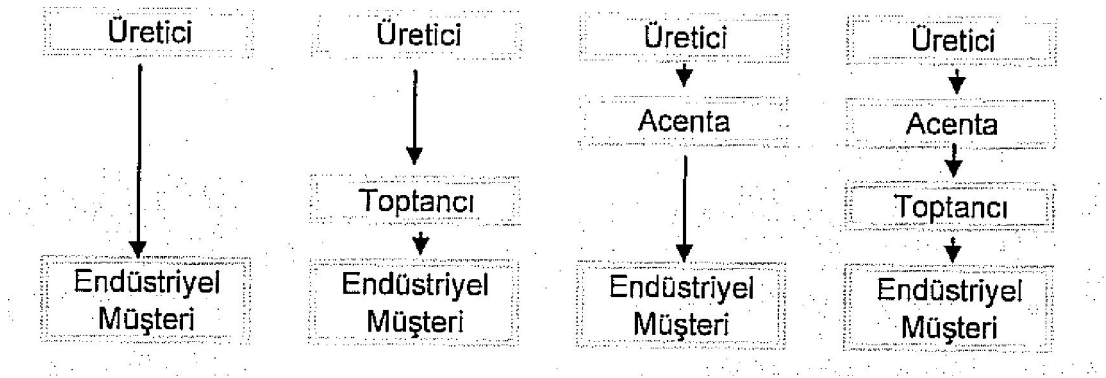 Üretici
Üretici
Üretici
Üretici
Acenta
Acenta
Toptancı
Toptancı
Endüstriyel
Müşteri
Endüstriyel
Müşteri
Endüstriyel
Müşteri
Endüstriyel
Müşteri